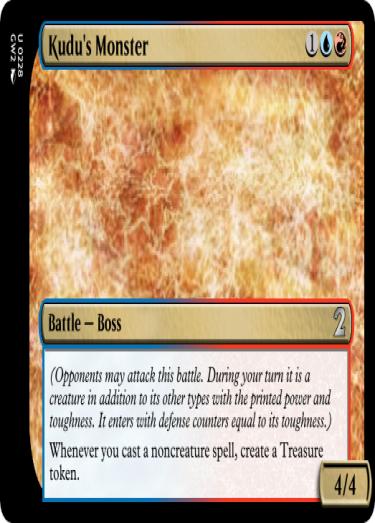 Kudu's Monster 1
U 0228
GW2
Battle — Boss 2
(Opponents may attack this battle. During your turn it is a
creature in addition to its other types with the printed power and
toughness. It enters with defense counters equal to its toughness.)
Whenever you cast a noncreature spell, create a Treasure
token.
4/4